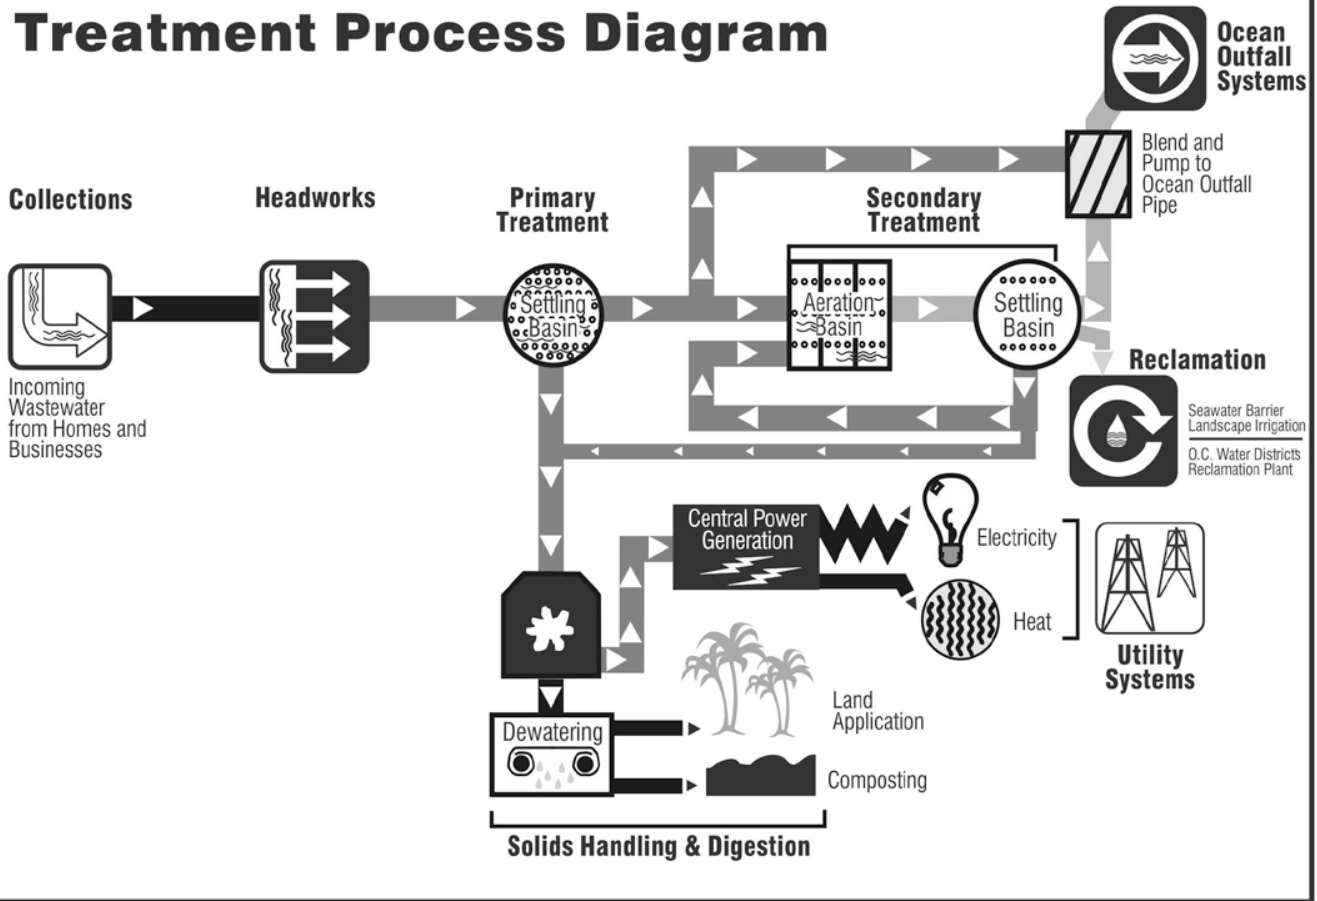 Treatment Process Diagram
Ocean
Outfall
Systems
Blend and
Pump to
Ocean Outfall
Pipe
Collections
Headworks
Primary
Treatment
Secondary
Treatment
Settling
Basin
Aeration
Basin
Settling
Basin
Incoming
Wastewater
from Homes and
Businesses
Reclamation
Seawater Barrier
Landscape Irrigation
O.C. Water Districts
Reclamation Plant
Central Power
Generation
Electricity
Heat
Utility
Systems
Land
Application
Dewatering
Composting
Solids Handling & Digestion